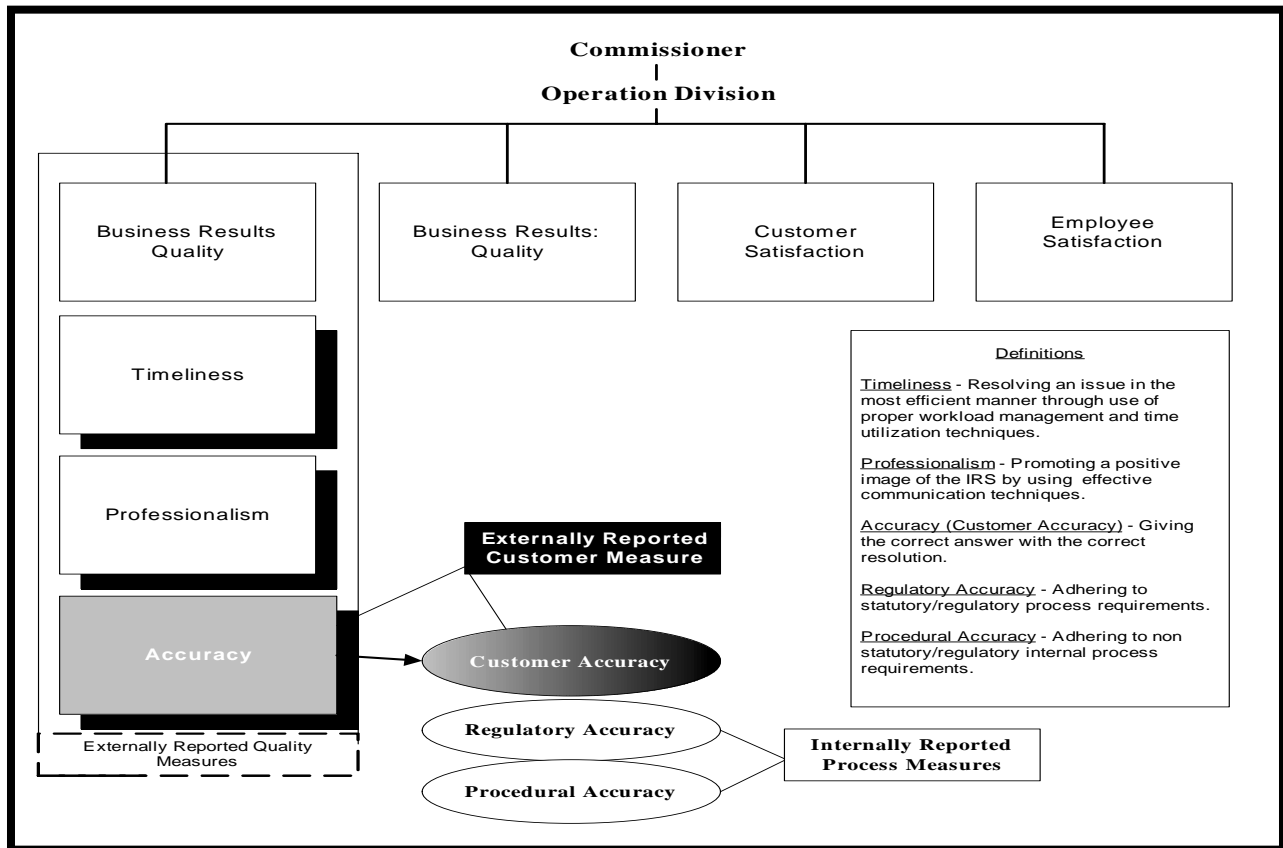 Commissioner
Operation Division
Business Results
Quality
Business Results:
Quality
Customer
Satisfaction
Employee
Satisfaction
Timeliness
Professionalism
Accuracy
Externally Reported Quality
Measures
Externally Reported
Customer Measure
Customer Accuracy
Regulatory Accuracy
Procedural Accuracy
Internally Reported
Process Measures
Definitions
Timeliness - Resolving an issue in the
most efficient manner through use of
proper workload management and time
utilization techniques.
Professionalism - Promoting a positive
image of the IRS by using effective
communication techniques.
Accuracy (Customer Accuracy) - Giving
the correct answer with the correct
resolution.
Regulatory Accuracy - Adhering to
statutory/regulatory process requirements.
Procedural Accuracy - Adhering to non
statutory/regulatory internal process
requirements.